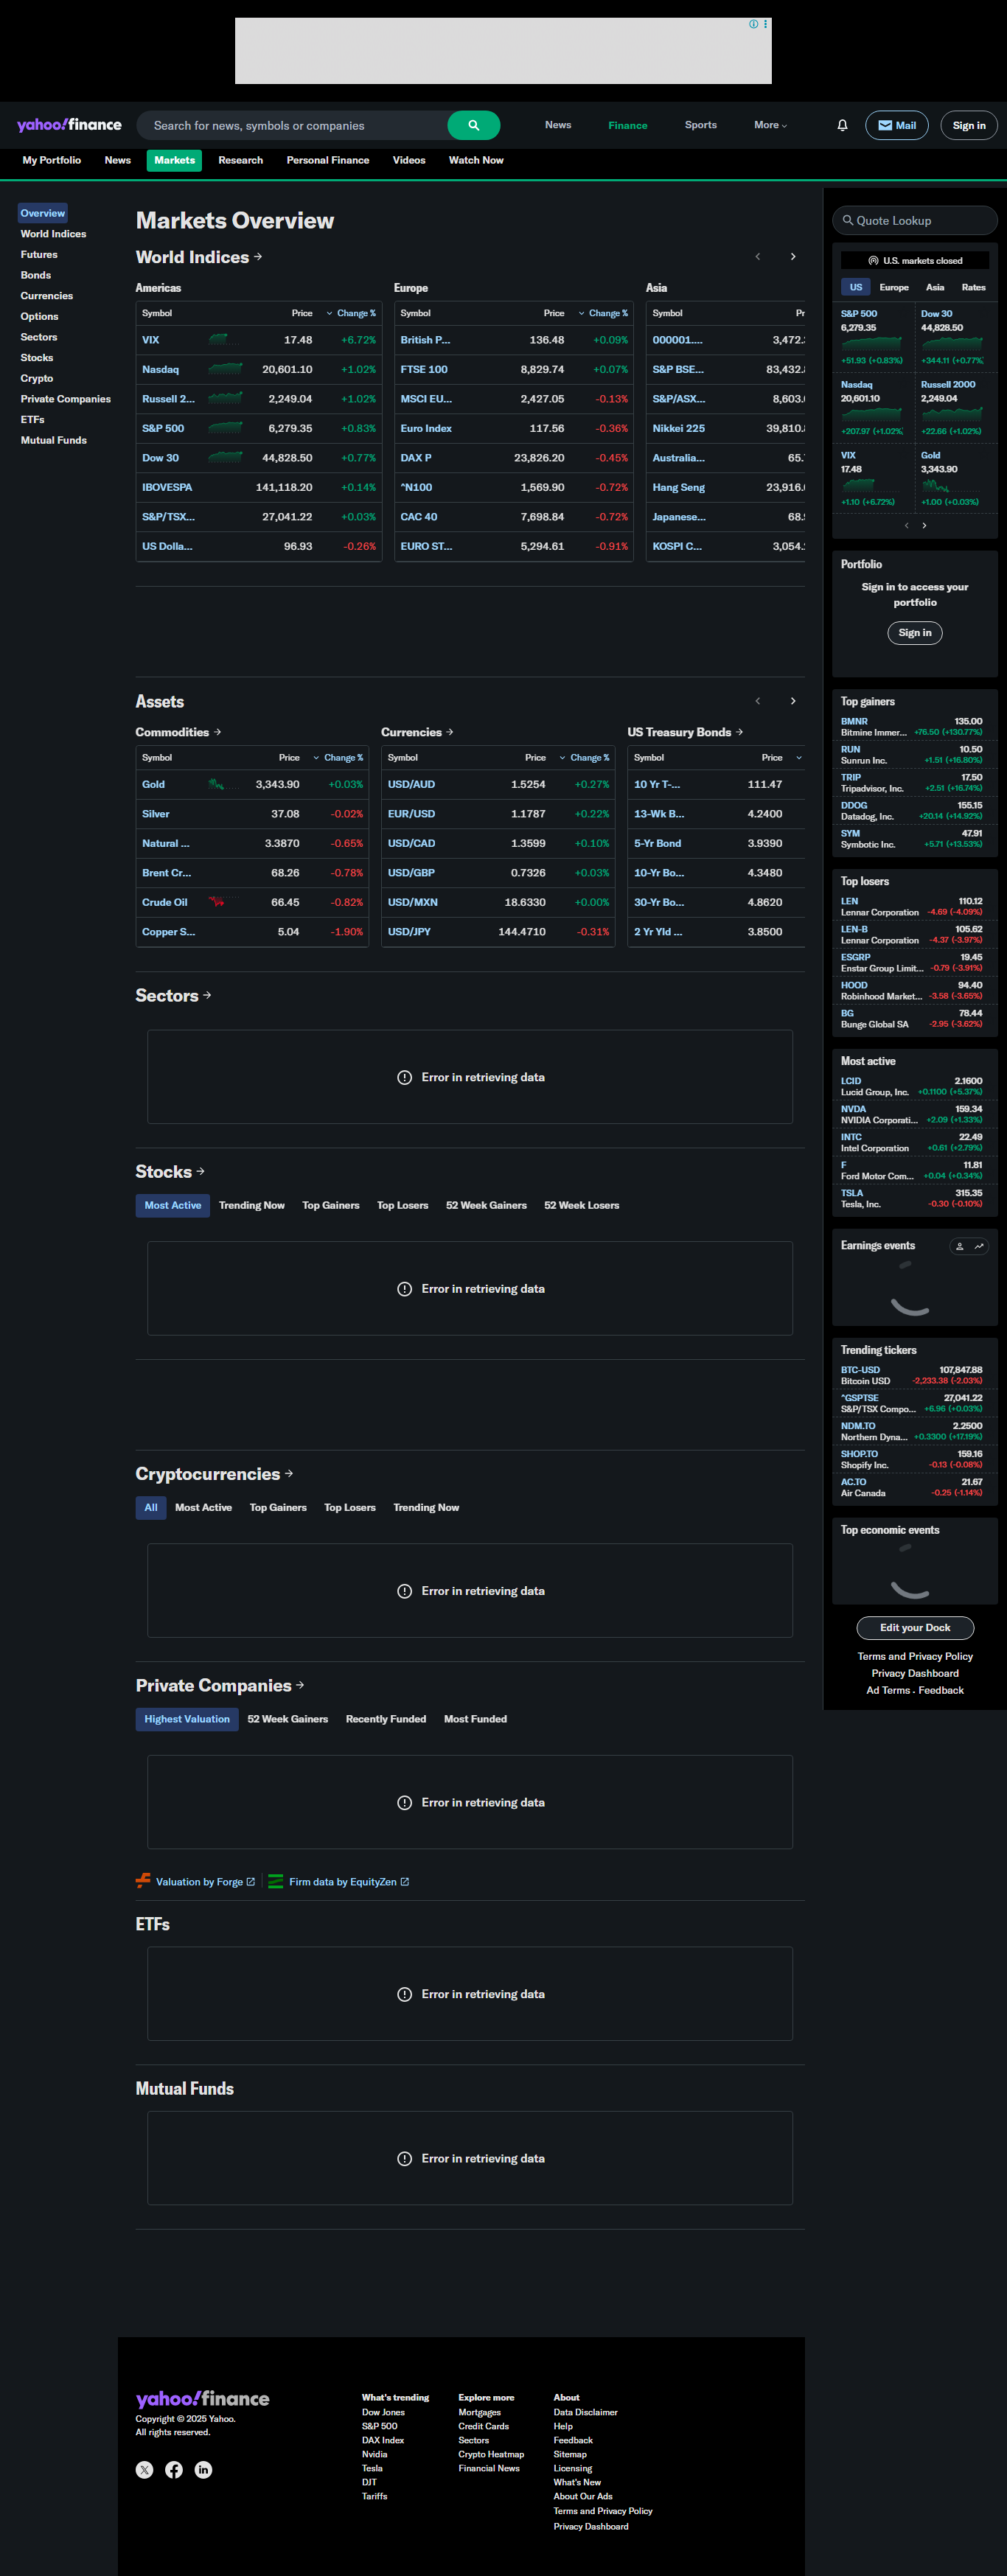 yahoo!finance
Search for news, symbols or companies
News
Finance
Sports
More
Mail
Sign in
My Portfolio
News
Markets
Research
Personal Finance
Videos
Watch Now
Overview
World Indices
Futures
Bonds
Currencies
Options
Sectors
Stocks
Crypto
Private Companies
ETFs
Mutual Funds
Markets Overview
World Indices
Americas
Symbol Price Change %
VIX 17.48 +6.72%
Nasdaq 20,601.10 +1.02%
Russell 2... 2,249.04 +1.02%
S&P 500 6,279.35 +0.83%
Dow 30 44,828.50 +0.77%
IBOVESPA 141,118.20 +0.14%
S&P/TSX... 27,041.22 +0.03%
US Dolla... 96.93 -0.26%
Europe
Symbol Price Change %
British P... 136.48 +0.09%
FTSE 100 8,829.74 +0.07%
MSCI EU... 2,427.05 -0.13%
Euro Index 117.56 -0.36%
DAX P 23,826.20 -0.45%
^N100 1,569.90 -0.72%
CAC 40 7,698.84 -0.72%
EURO ST... 5,294.61 -0.91%
Asia
Symbol Pr
000001.... 3,472.
S&P BSE... 83,432.
S&P/ASX... 8,603.
Nikkei 225 39,810.
Australia... 65.
Hang Seng 23,916.
Japanese... 68.
KOSPI C... 3,054.
Assets
Commodities
Symbol Price Change %
Gold 3,343.90 +0.03%
Silver 37.08 -0.02%
Natural ... 3.3870 -0.65%
Brent Cr... 68.26 -0.78%
Crude Oil 66.45 -0.82%
Copper S... 5.04 -1.90%
Currencies
Symbol Price Change %
USD/AUD 1.5254 +0.27%
EUR/USD 1.1787 +0.22%
USD/CAD 1.3599 +0.10%
USD/GBP 0.7326 +0.03%
USD/MXN 18.6330 +0.00%
USD/JPY 144.4710 -0.31%
US Treasury Bonds
Symbol Price
10 Yr T-... 111.47
13-Wk B... 4.2400
5-Yr Bond 3.9390
10-Yr Bo... 4.3480
30-Yr Bo... 4.8620
2 Yr Yld ... 3.8500
Sectors
Error in retrieving data
Stocks
Most Active Trending Now Top Gainers Top Losers 52 Week Gainers 52 Week Losers
Error in retrieving data
Cryptocurrencies
All Most Active Top Gainers Top Losers Trending Now
Error in retrieving data
Private Companies
Highest Valuation 52 Week Gainers Recently Funded Most Funded
Error in retrieving data
Valuation by Forge
Firm data by EquityZen
ETFs
Error in retrieving data
Mutual Funds
Error in retrieving data
Quote Lookup
U.S. markets closed
US Europe Asia Rates
S&P 500
6,279.35
+51.93 (+0.83%)
Dow 30
44,828.50
+344.11 (+0.77%)
Nasdaq
20,601.10
+207.97 (+1.02%)
Russell 2000
2,249.04
+22.66 (+1.02%)
VIX
17.48
+1.10 (+6.72%)
Gold
3,343.90
+1.00 (+0.03%)
Portfolio
Sign in to access your
portfolio
Sign in
Top gainers
BMNR 135.00
Bitmine Immer... +76.50 (+130.77%)
RUN 10.50
Sunrun Inc. +1.51 (+16.80%)
TRIP 17.50
Tripadvisor, Inc. +2.51 (+16.74%)
DDOG 155.15
Datadog, Inc. +20.14 (+14.92%)
SYM 47.91
Symbotic Inc. +5.71 (+13.53%)
Top losers
LEN 110.12
Lennar Corporation -4.69 (-4.09%)
LEN-B 105.62
Lennar Corporation -4.37 (-3.97%)
ESGRP 19.45
Enstar Group Limit... -0.79 (-3.91%)
HOOD 94.40
Robinhood Market... -3.58 (-3.65%)
BG 78.44
Bunge Global SA -2.95 (-3.62%)
Most active
LCID 2.1600
Lucid Group, Inc. +0.1100 (+5.37%)
NVDA 159.34
NVIDIA Corporati... +2.09 (+1.33%)
INTC 22.49
Intel Corporation +0.61 (+2.79%)
F 11.81
Ford Motor Com... +0.04 (+0.34%)
TSLA 315.35
Tesla, Inc. -0.30 (-0.10%)
Earnings events
Trending tickers
BTC-USD 107,847.88
Bitcoin USD -2,233.38 (-2.03%)
^GSPTSE 27,041.22
S&P/TSX Compo... +6.96 (+0.03%)
NDM.TO 2.2500
Northern Dyna... +0.3300 (+17.19%)
SHOP.TO 159.16
Shopify Inc. -0.13 (-0.08%)
AC.TO 21.67
Air Canada -0.25 (-1.14%)
Top economic events
Edit your Dock
Terms and Privacy Policy
Privacy Dashboard
Ad Terms . Feedback
yahoo!finance
Copyright © 2025 Yahoo.
All rights reserved.
What's trending
Dow Jones
S&P 500
DAX Index
Nvidia
Tesla
DJT
Tariffs
Explore more
Mortgages
Credit Cards
Sectors
Crypto Heatmap
Financial News
About
Data Disclaimer
Help
Feedback
Sitemap
Licensing
What's New
About Our Ads
Terms and Privacy Policy
Privacy Dashboard